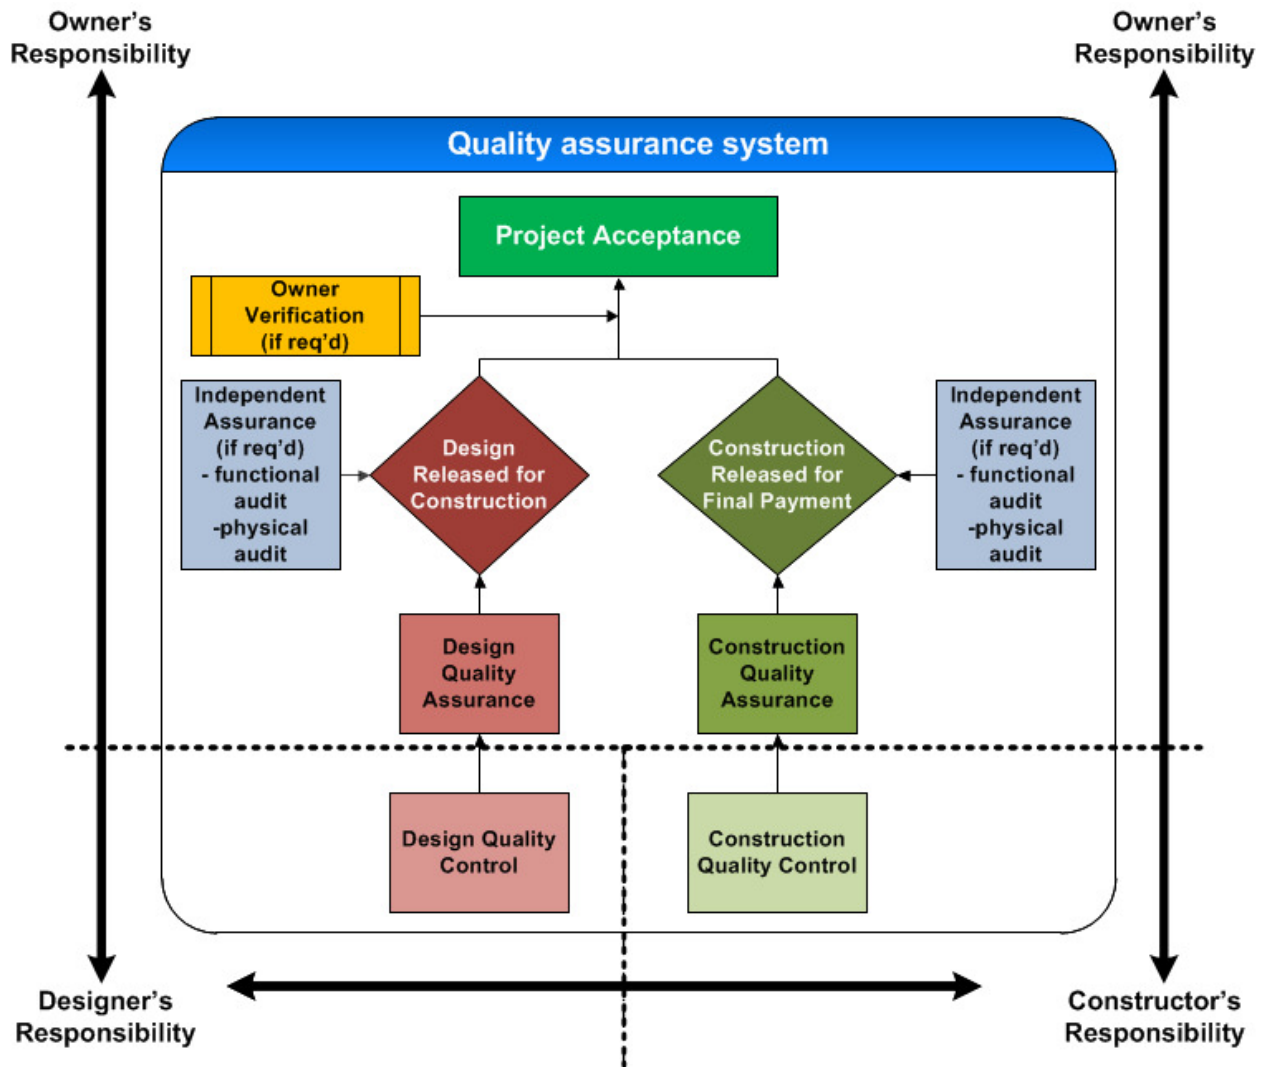 Owner's
Responsibility
Owner's
Responsibility
Quality assurance system
Project Acceptance
Owner
Verification
(if req'd)
Independent
Assurance
(if req'd)
- functional
audit
-physical
audit
Design
Released for
Construction
Construction
Released for
Final Payment
Independent
Assurance
(if req'd)
- functional
audit
-physical
audit
Design
Quality
Assurance
Construction
Quality
Assurance
Design Quality
Control
Construction
Quality Control
Designer's
Responsibility
Constructor's
Responsibility